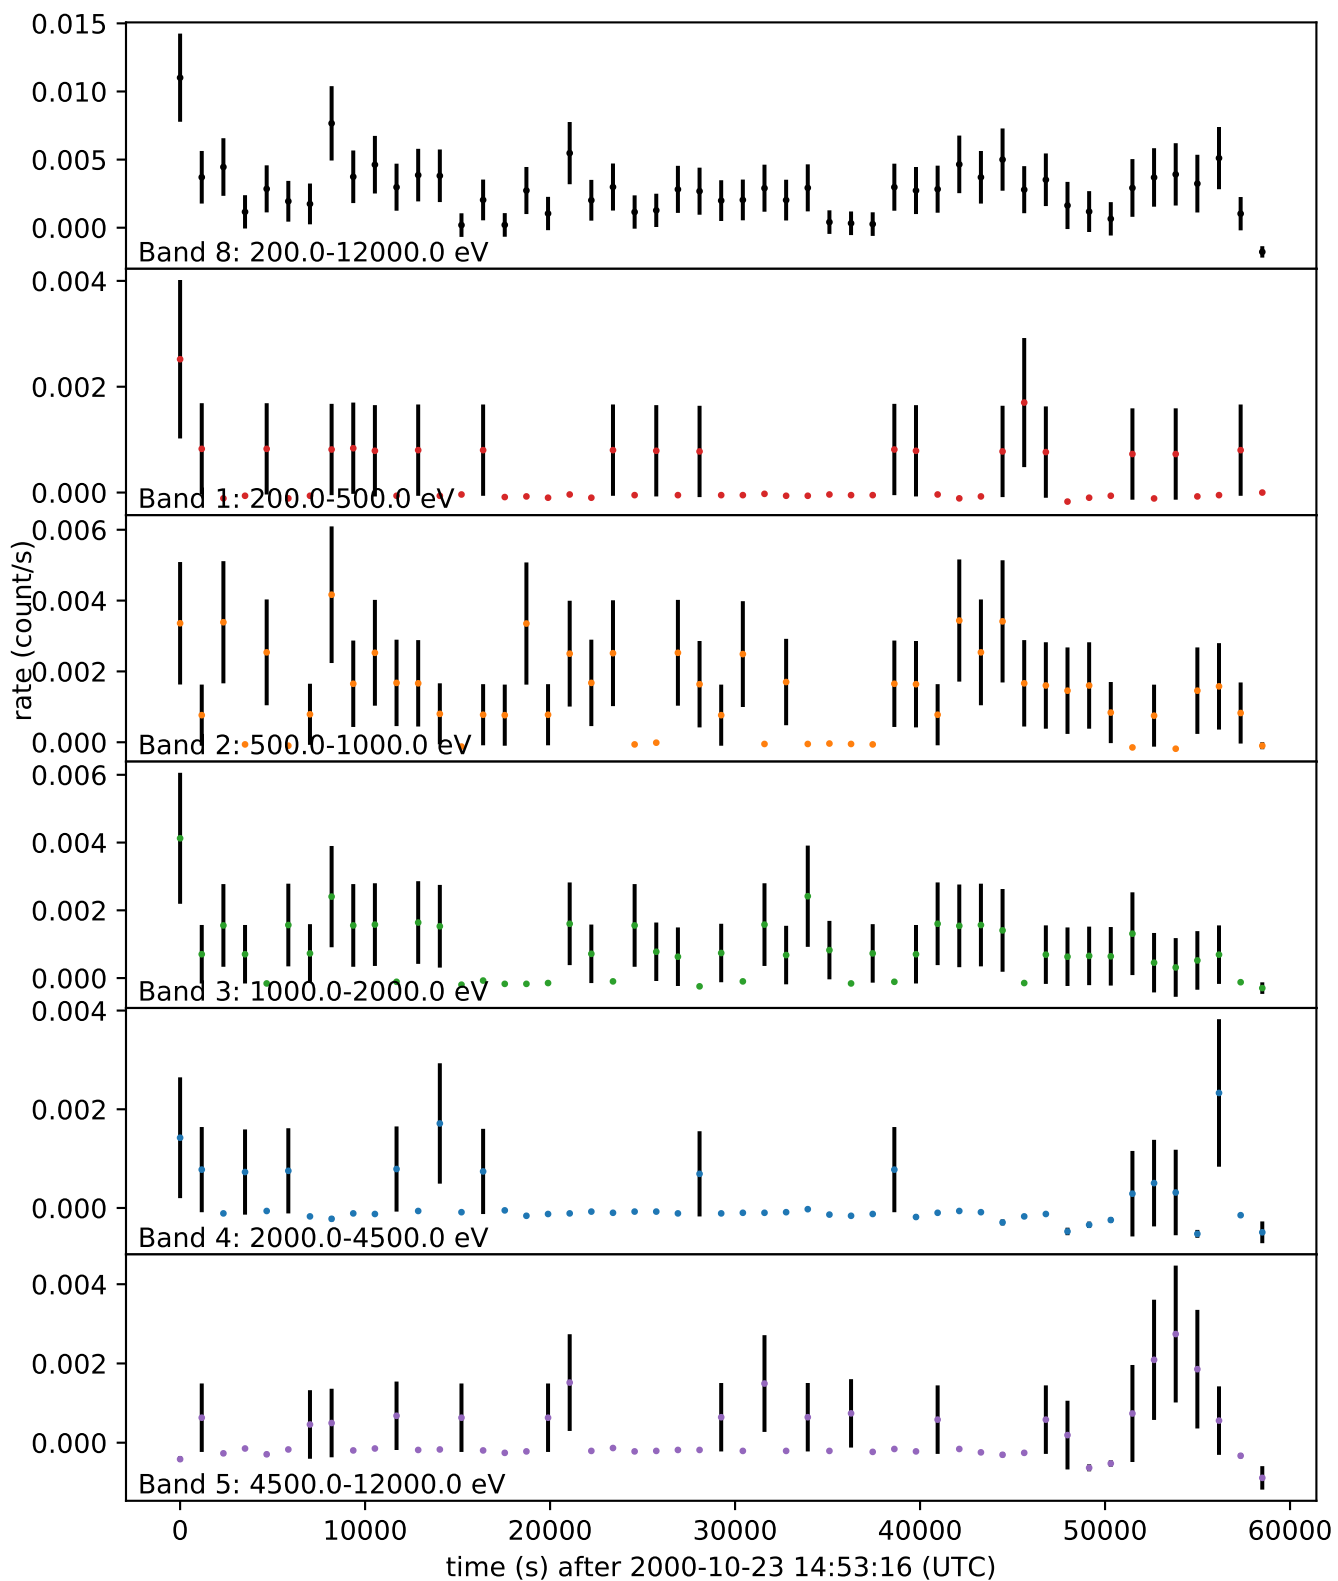 0.015
0.010
0.005
0.000
Band 8: 200.0-12000.0 eV
0.004
0.002
0.000
Band 1: 200.0-500.0 eV
rate (count/s)
0.006
0.004
0.002
0.000
Band 2: 500.0-1000.0 eV
0.006
0.004
0.002
0.000
Band 3: 1000.0-2000.0 eV
0.004
0.002
0.000
Band 4: 2000.0-4500.0 eV
0.004
0.002
0.000
Band 5: 4500.0-12000.0 eV
0 10000 20000 30000 40000 50000 60000
time (s) after 2000-10-23 14:53:16 (UTC)